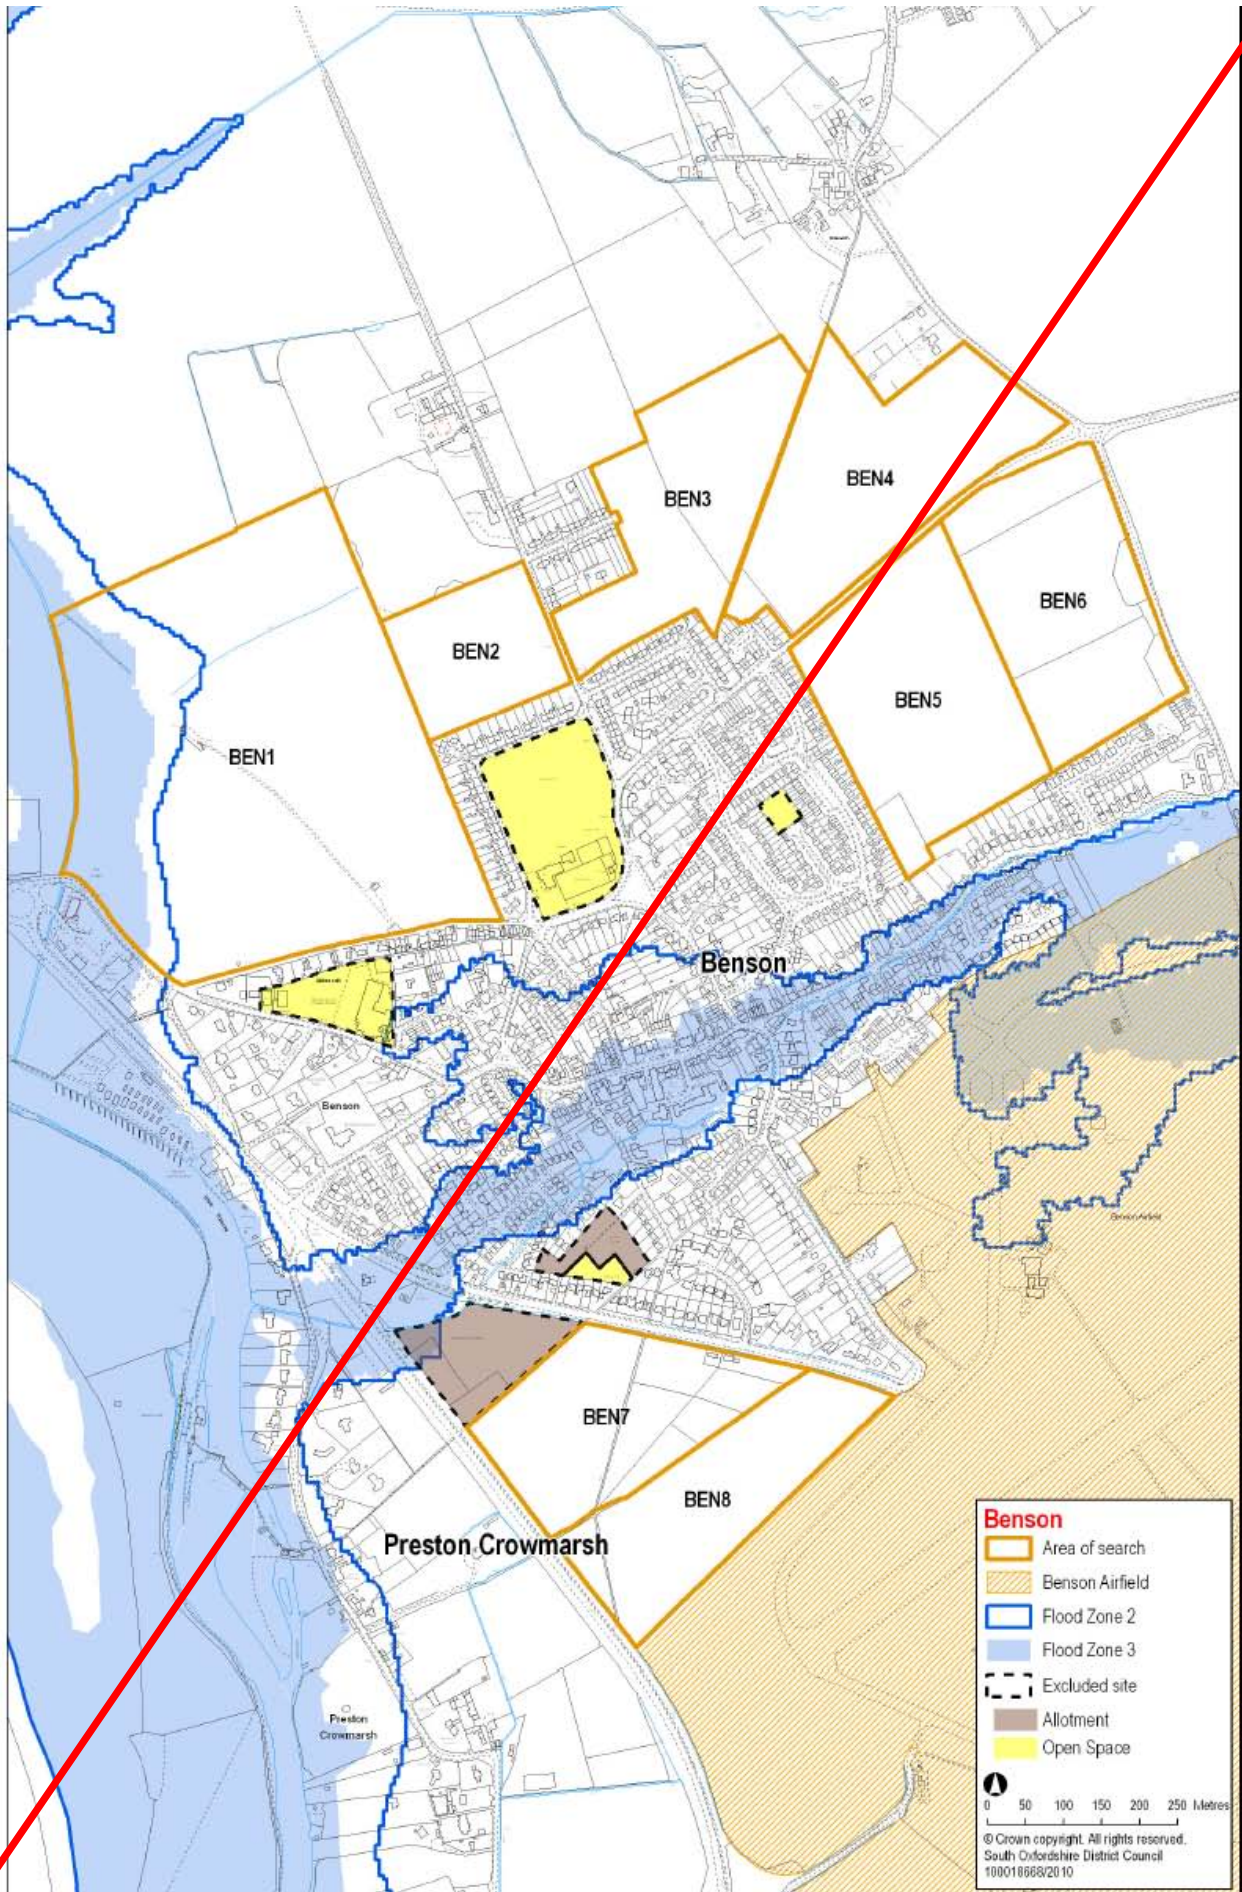 BEN3
BEN4
BEN6
BEN2
BEN5
BEN1
Benson
Benson
Benson Airfield
BEN7
BEN8
Preston Crowmarsh
Preston
Crowmarsh
Benson
Area of search
Benson Airfield
Flood Zone 2
Flood Zone 3
Excluded site
Allotment
Open Space
0 50 100 150 200 250 Metres
© Crown copyright. All rights reserved.
South Oxfordshire District Council
100018668/2010